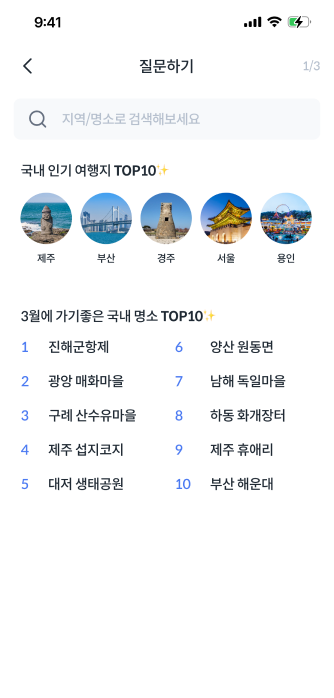 9:41
질문하기
1/3
지역/명소로 검색해보세요
국내 인기 여행지 TOP10✨
제주
부산
경주
서울
용인
3월에 가기좋은 국내 명소 TOP10✨
1 진해군항제
2 광양 매화마을
3 구례 산수유마을
4 제주 섭지코지
5 대저 생태공원
6 양산 원동면
7 남해 독일마을
8 하동 화개장터
9 제주 휴애리
10 부산 해운대